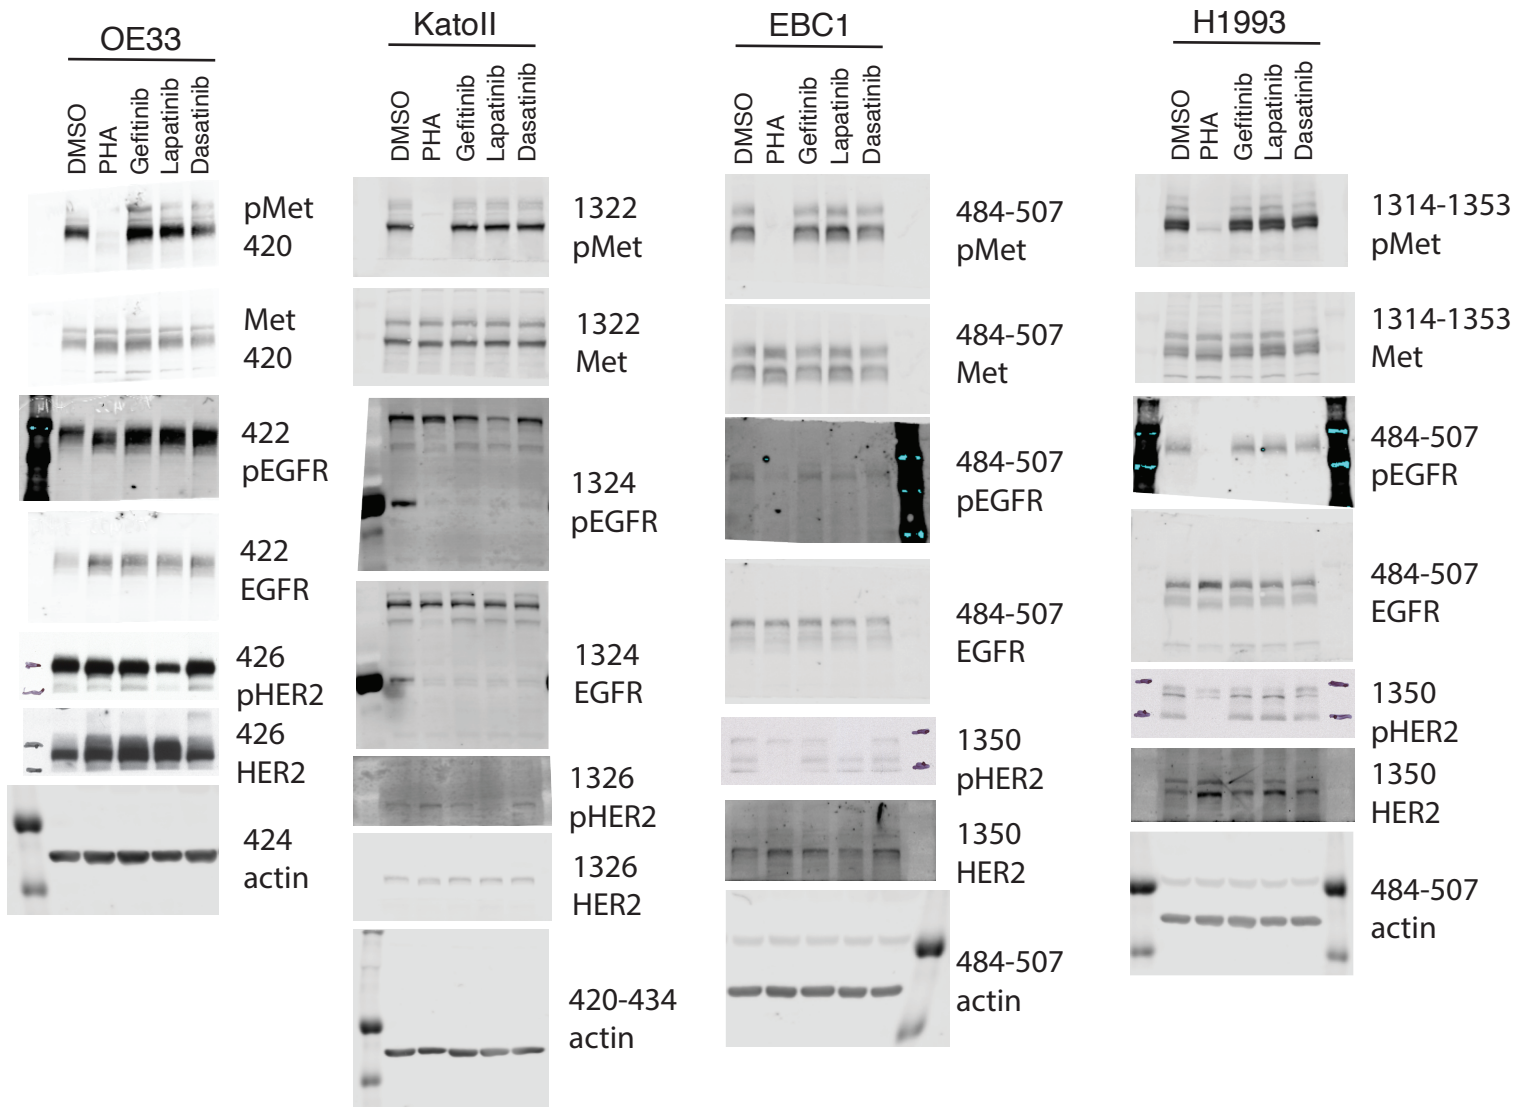 OE33
DMSO
PHA
Gefitinib
Lapatinib
Dasatinib
pMet
420
Met
420
422
pEGFR
422
EGFR
426
pHER2
426
HER2
424
actin
KatoII
DMSO
PHA
Gefitinib
Lapatinib
Dasatinib
1322
pMet
1322
Met
1324
pEGFR
1324
EGFR
1326
pHER2
1326
HER2
420-434
actin
EBC1
DMSO
PHA
Gefitinib
Lapatinib
Dasatinib
484-507
pMet
484-507
Met
484-507
pEGFR
484-507
EGFR
1350
pHER2
1350
HER2
484-507
actin
H1993
DMSO
PHA
Gefitinib
Lapatinib
Dasatinib
1314-1353
pMet
1314-1353
Met
484-507
pEGFR
484-507
EGFR
1350
pHER2
1350
HER2
484-507
actin